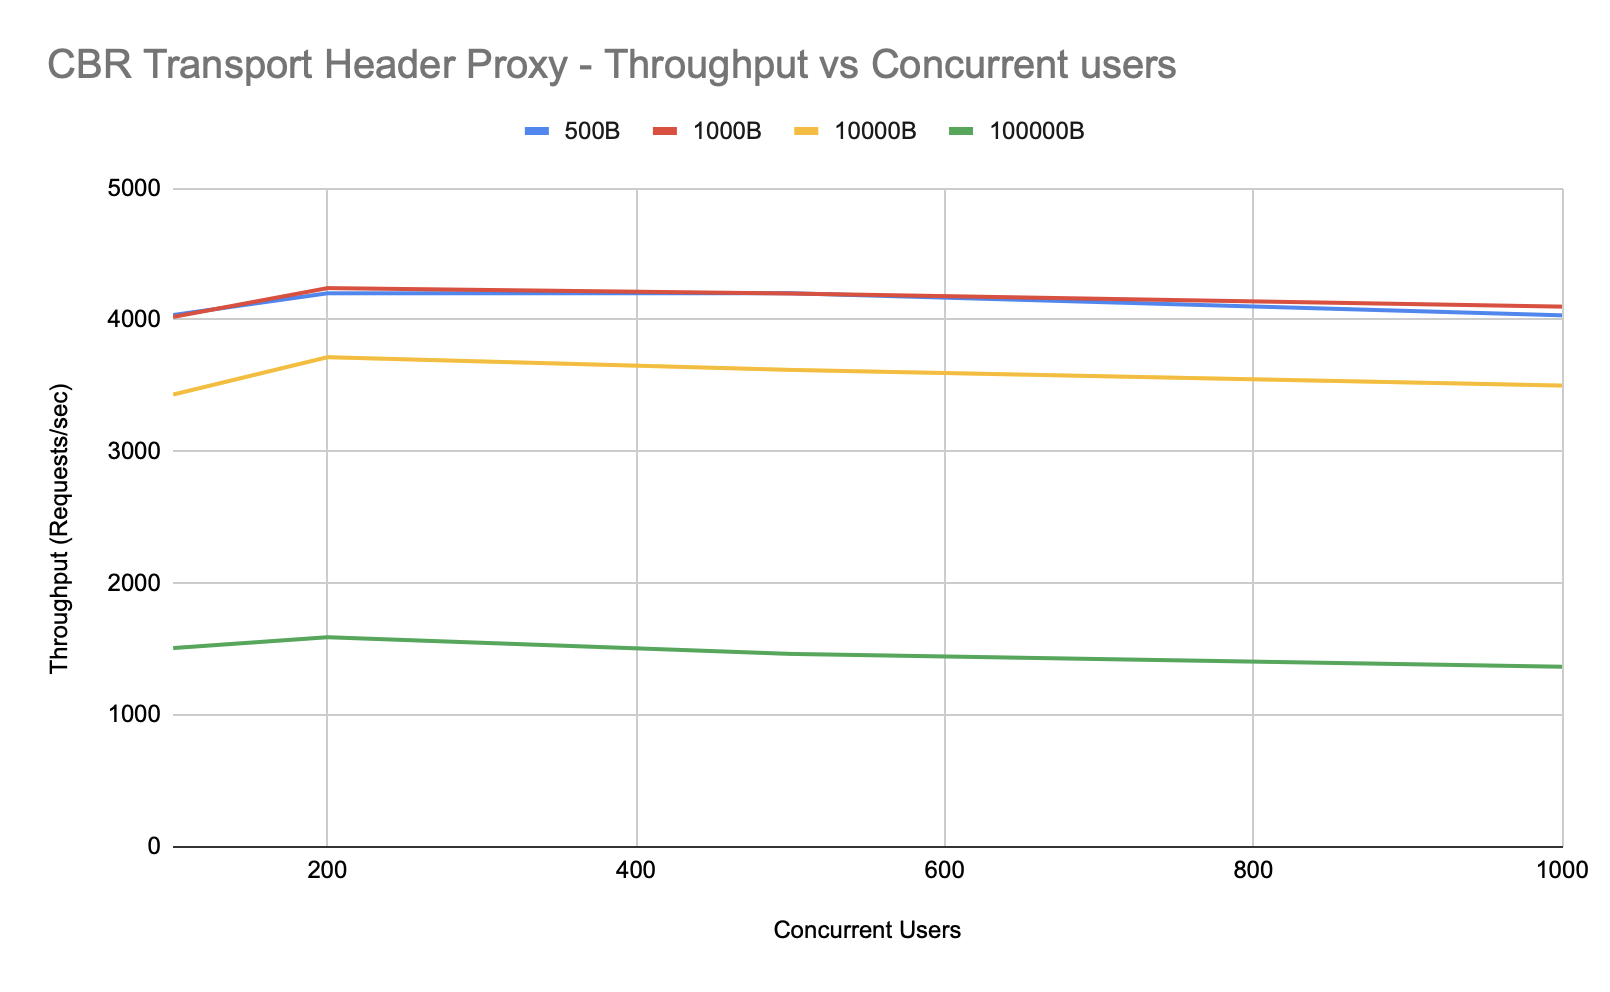 CBR Transport Header Proxy - Throughput vs Concurrent users
500B 1000B 10000B 100000B
5000
4000
3000
2000
1000
0
Throughput (Requests/sec)
200 400 600 800 1000
Concurrent Users